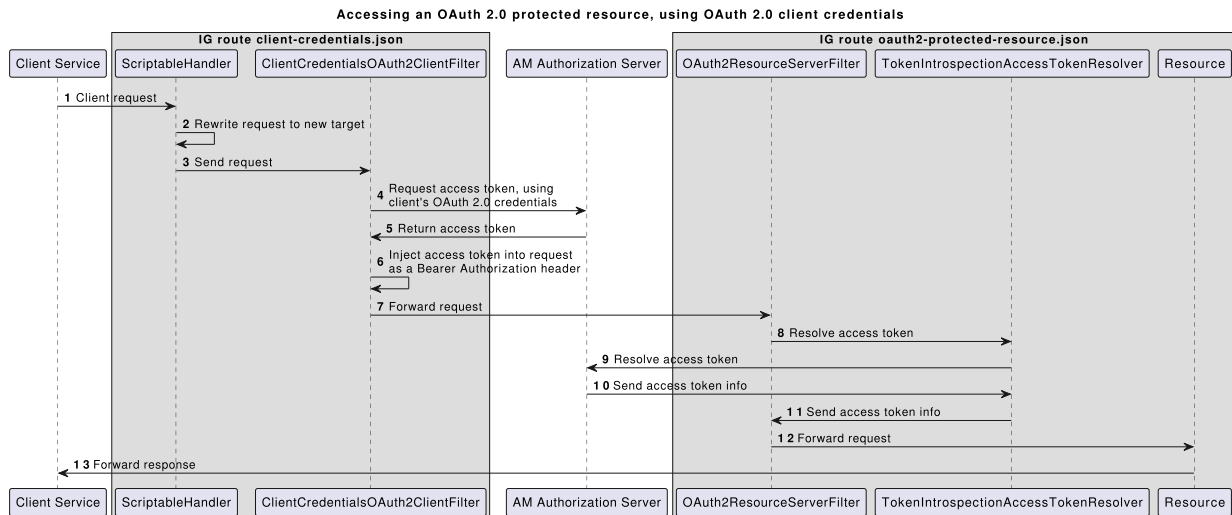 Accessing an OAuth 2.0 protected resource, using OAuth 2.0 client credentials
IG route client-credentials.json
IG route oauth2-protected-resource.json
Client Service
ScriptableHandler
ClientCredentialsOAuth2ClientFilter
AM Authorization Server
OAuth2ResourceServerFilter
TokenIntrospectionAccessTokenResolver
Resource
1 Client request
2 Rewrite request to new target
3 Send request
4 Request access token, using
client's OAuth 2.0 credentials
5 Return access token
6 Inject access token into request
as a Bearer Authorization header
7 Forward request
8 Resolve access token
9 Resolve access token
10 Send access token info
11 Send access token info
12 Forward request
13 Forward response
Client Service
ScriptableHandler
ClientCredentialsOAuth2ClientFilter
AM Authorization Server
OAuth2ResourceServerFilter
TokenIntrospectionAccessTokenResolver
Resource